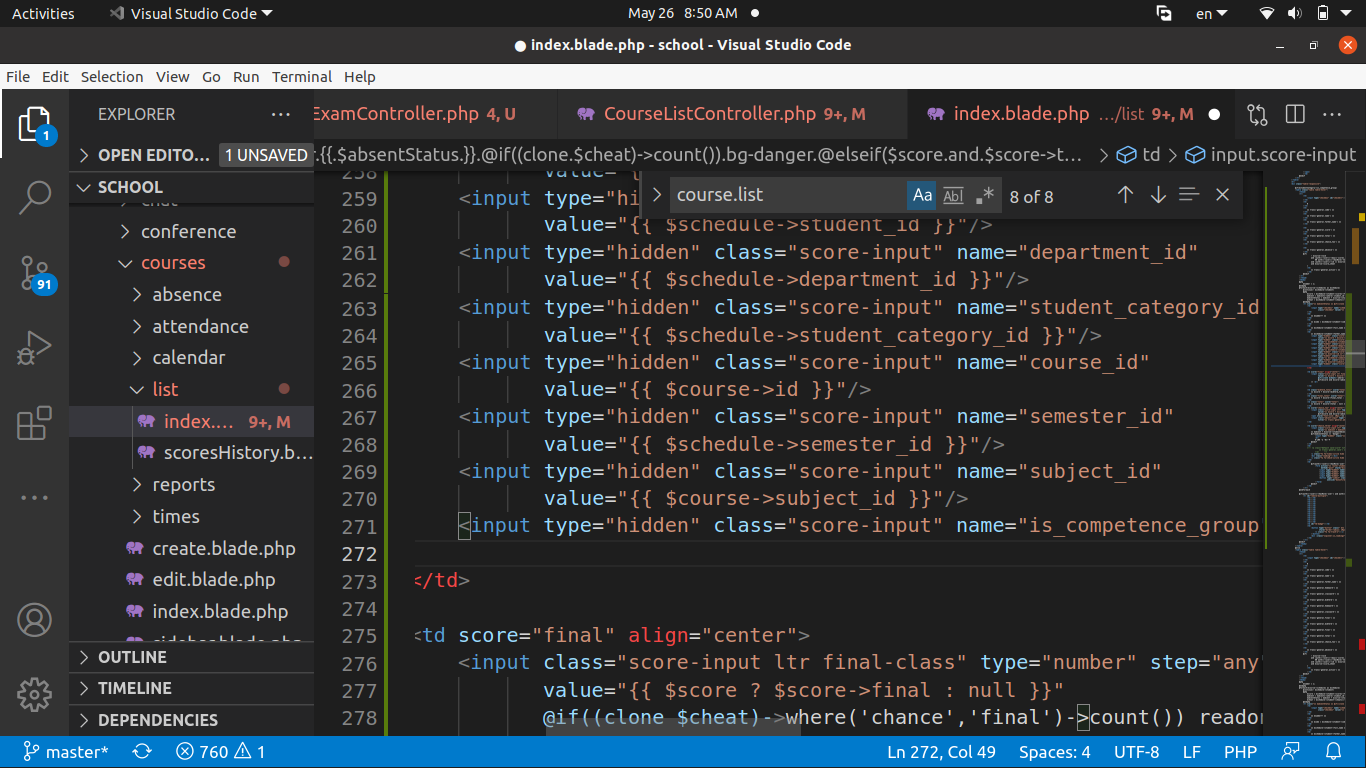 Activities Visual Studio Code May 26 8:50 AM en
index.blade.php - school - Visual Studio Code
File Edit Selection View Go Run Terminal Help
EXPLORER ExamController.php 4, U CourseListController.php 9+, M index.blade.php .../list 9+, M
1
OPEN EDITO... 1 UNSAVED r.{{.$absentStatus.}}.@if((clone.$cheat)->count()).bg-danger.@elseif($score.and.$score->t... td input.score-input
SCHOOL
course.list Aa Ab| .* 8 of 8
258 value="{
259 <input type="hi
260 value="{{ $schedule->student_id }}"/>
261 <input type="hidden" class="score-input" name="department_id"
262 value="{{ $schedule->department_id }}"/>
263 <input type="hidden" class="score-input" name="student_category_id
264 value="{{ $schedule->student_category_id }}"/>
265 <input type="hidden" class="score-input" name="course_id"
266 value="{{ $course->id }}"/>
267 <input type="hidden" class="score-input" name="semester_id"
268 value="{{ $schedule->semester_id }}"/>
269 <input type="hidden" class="score-input" name="subject_id"
270 value="{{ $course->subject_id }}"/>
271 <input type="hidden" class="score-input" name="is_competence_group"
272
273 </td>
274
275 <td score="final" align="center">
276 <input class="score-input ltr final-class" type="number" step="any"
277 value="{{ $score ? $score->final : null }}"
278 @if((clone $cheat)->where('chance','final')->count()) reador
chat
conference
courses
absence
attendance
calendar
list
index.... 9+, M
scoresHistory.b...
reports
times
create.blade.php
edit.blade.php
index.blade.php
sidebar.blade.php
OUTLINE
TIMELINE
DEPENDENCIES
91
master* 760 1 Ln 272, Col 49 Spaces: 4 UTF-8 LF PHP